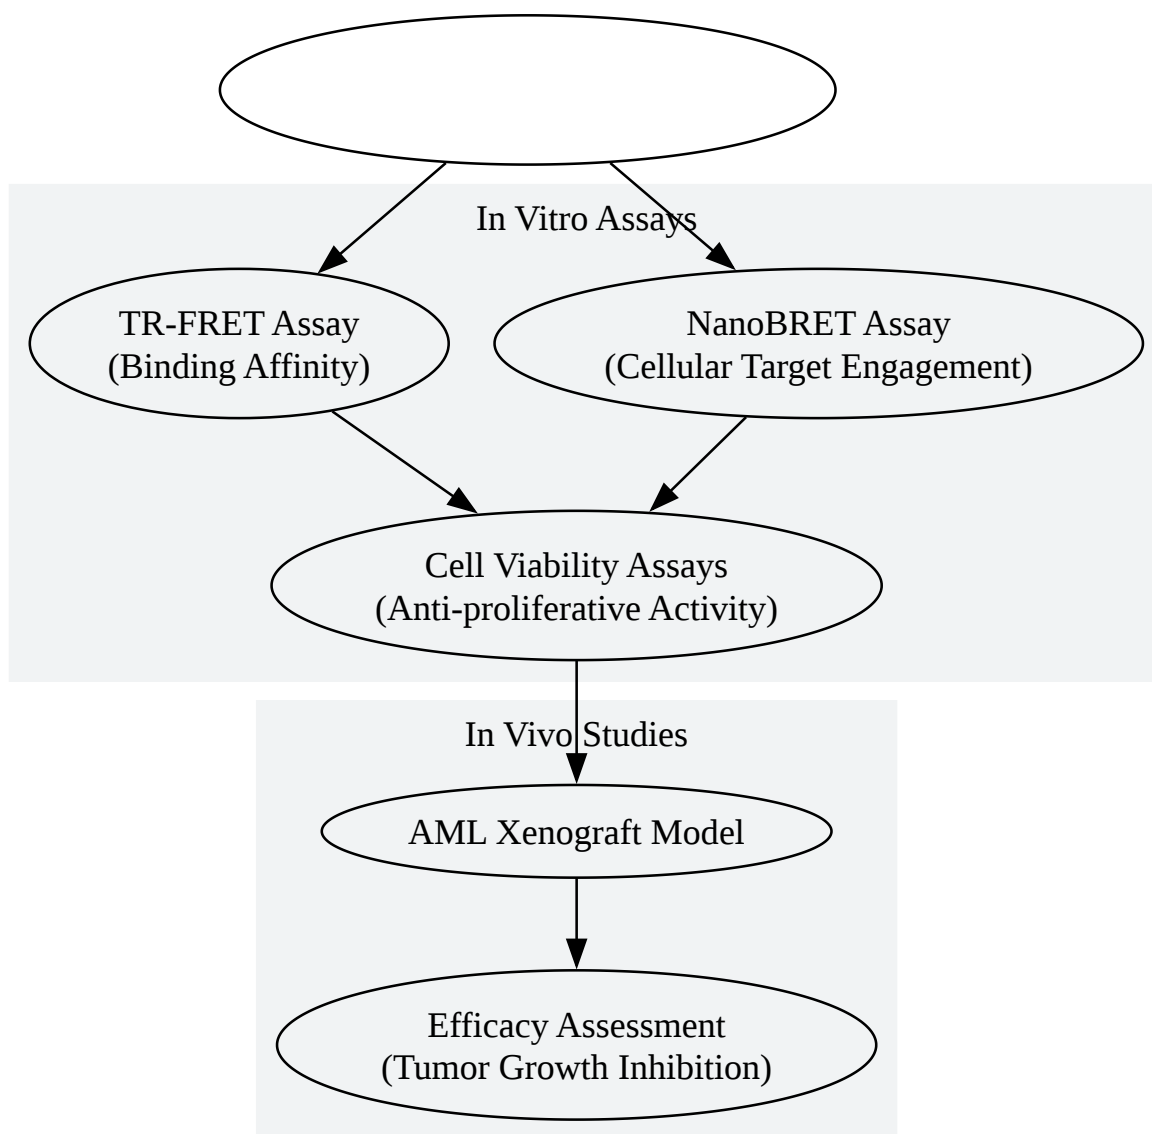 In Vitro Assays
TR-FRET Assay
(Binding Affinity)
NanoBRET Assay
(Cellular Target Engagement)
Cell Viability Assays
(Anti-proliferative Activity)
In Vivo Studies
AML Xenograft Model
Efficacy Assessment
(Tumor Growth Inhibition)